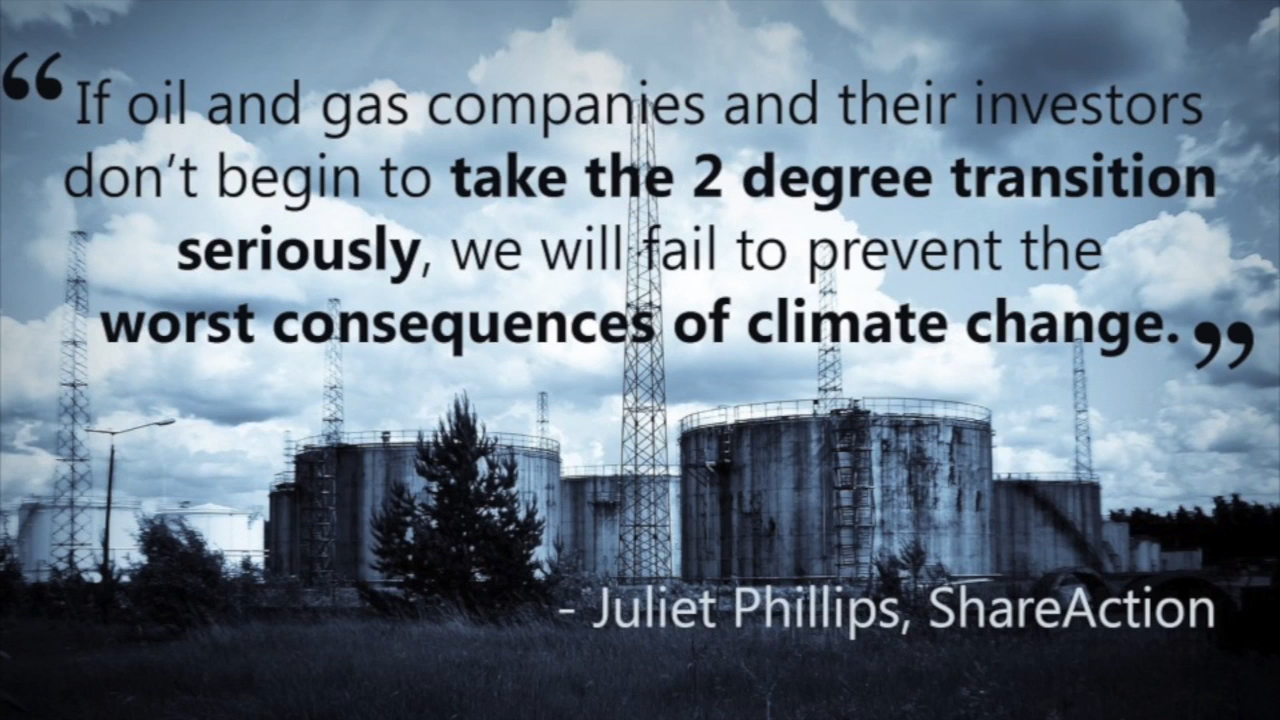 “If oil and gas companies and their investors
don’t begin to take the 2 degree transition
seriously, we will fail to prevent the
worst consequences of climate change.”
- Juliet Phillips, ShareAction